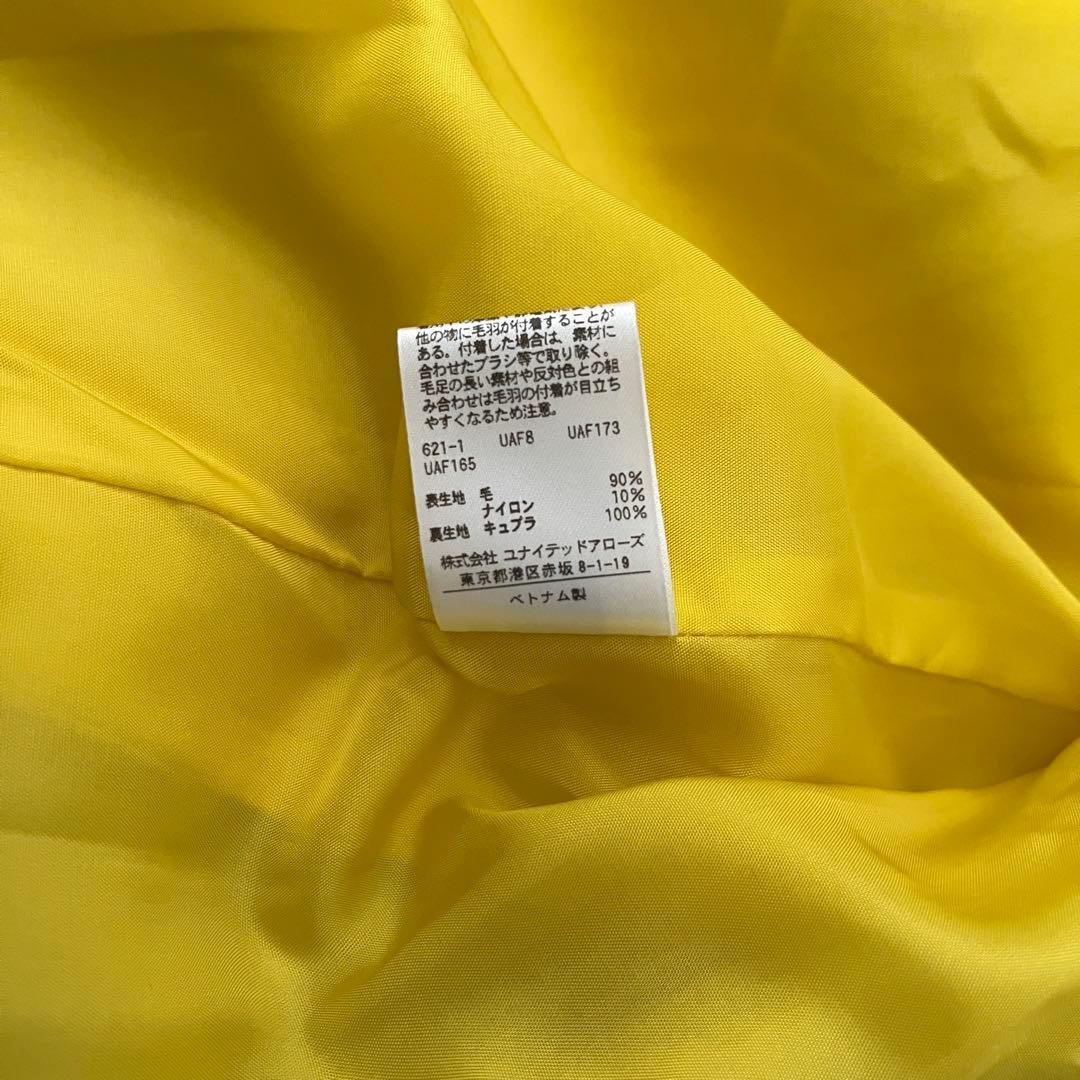 他の物に毛羽が付着することが
ある。付着した場合は、素材に
合わせたブラシ等で取り除く。
毛足の長い素材や反対色との組
み合わせは毛羽の付着が目立ち
やすくなるため注意。
621-1 UAF8 UAF173
UAF165
表生地 毛 90%
ナイロン 10%
裏生地 キュプラ 100%
株式会社 ユナイテッドアローズ
東京都港区赤坂 8-1-19
ベトナム製